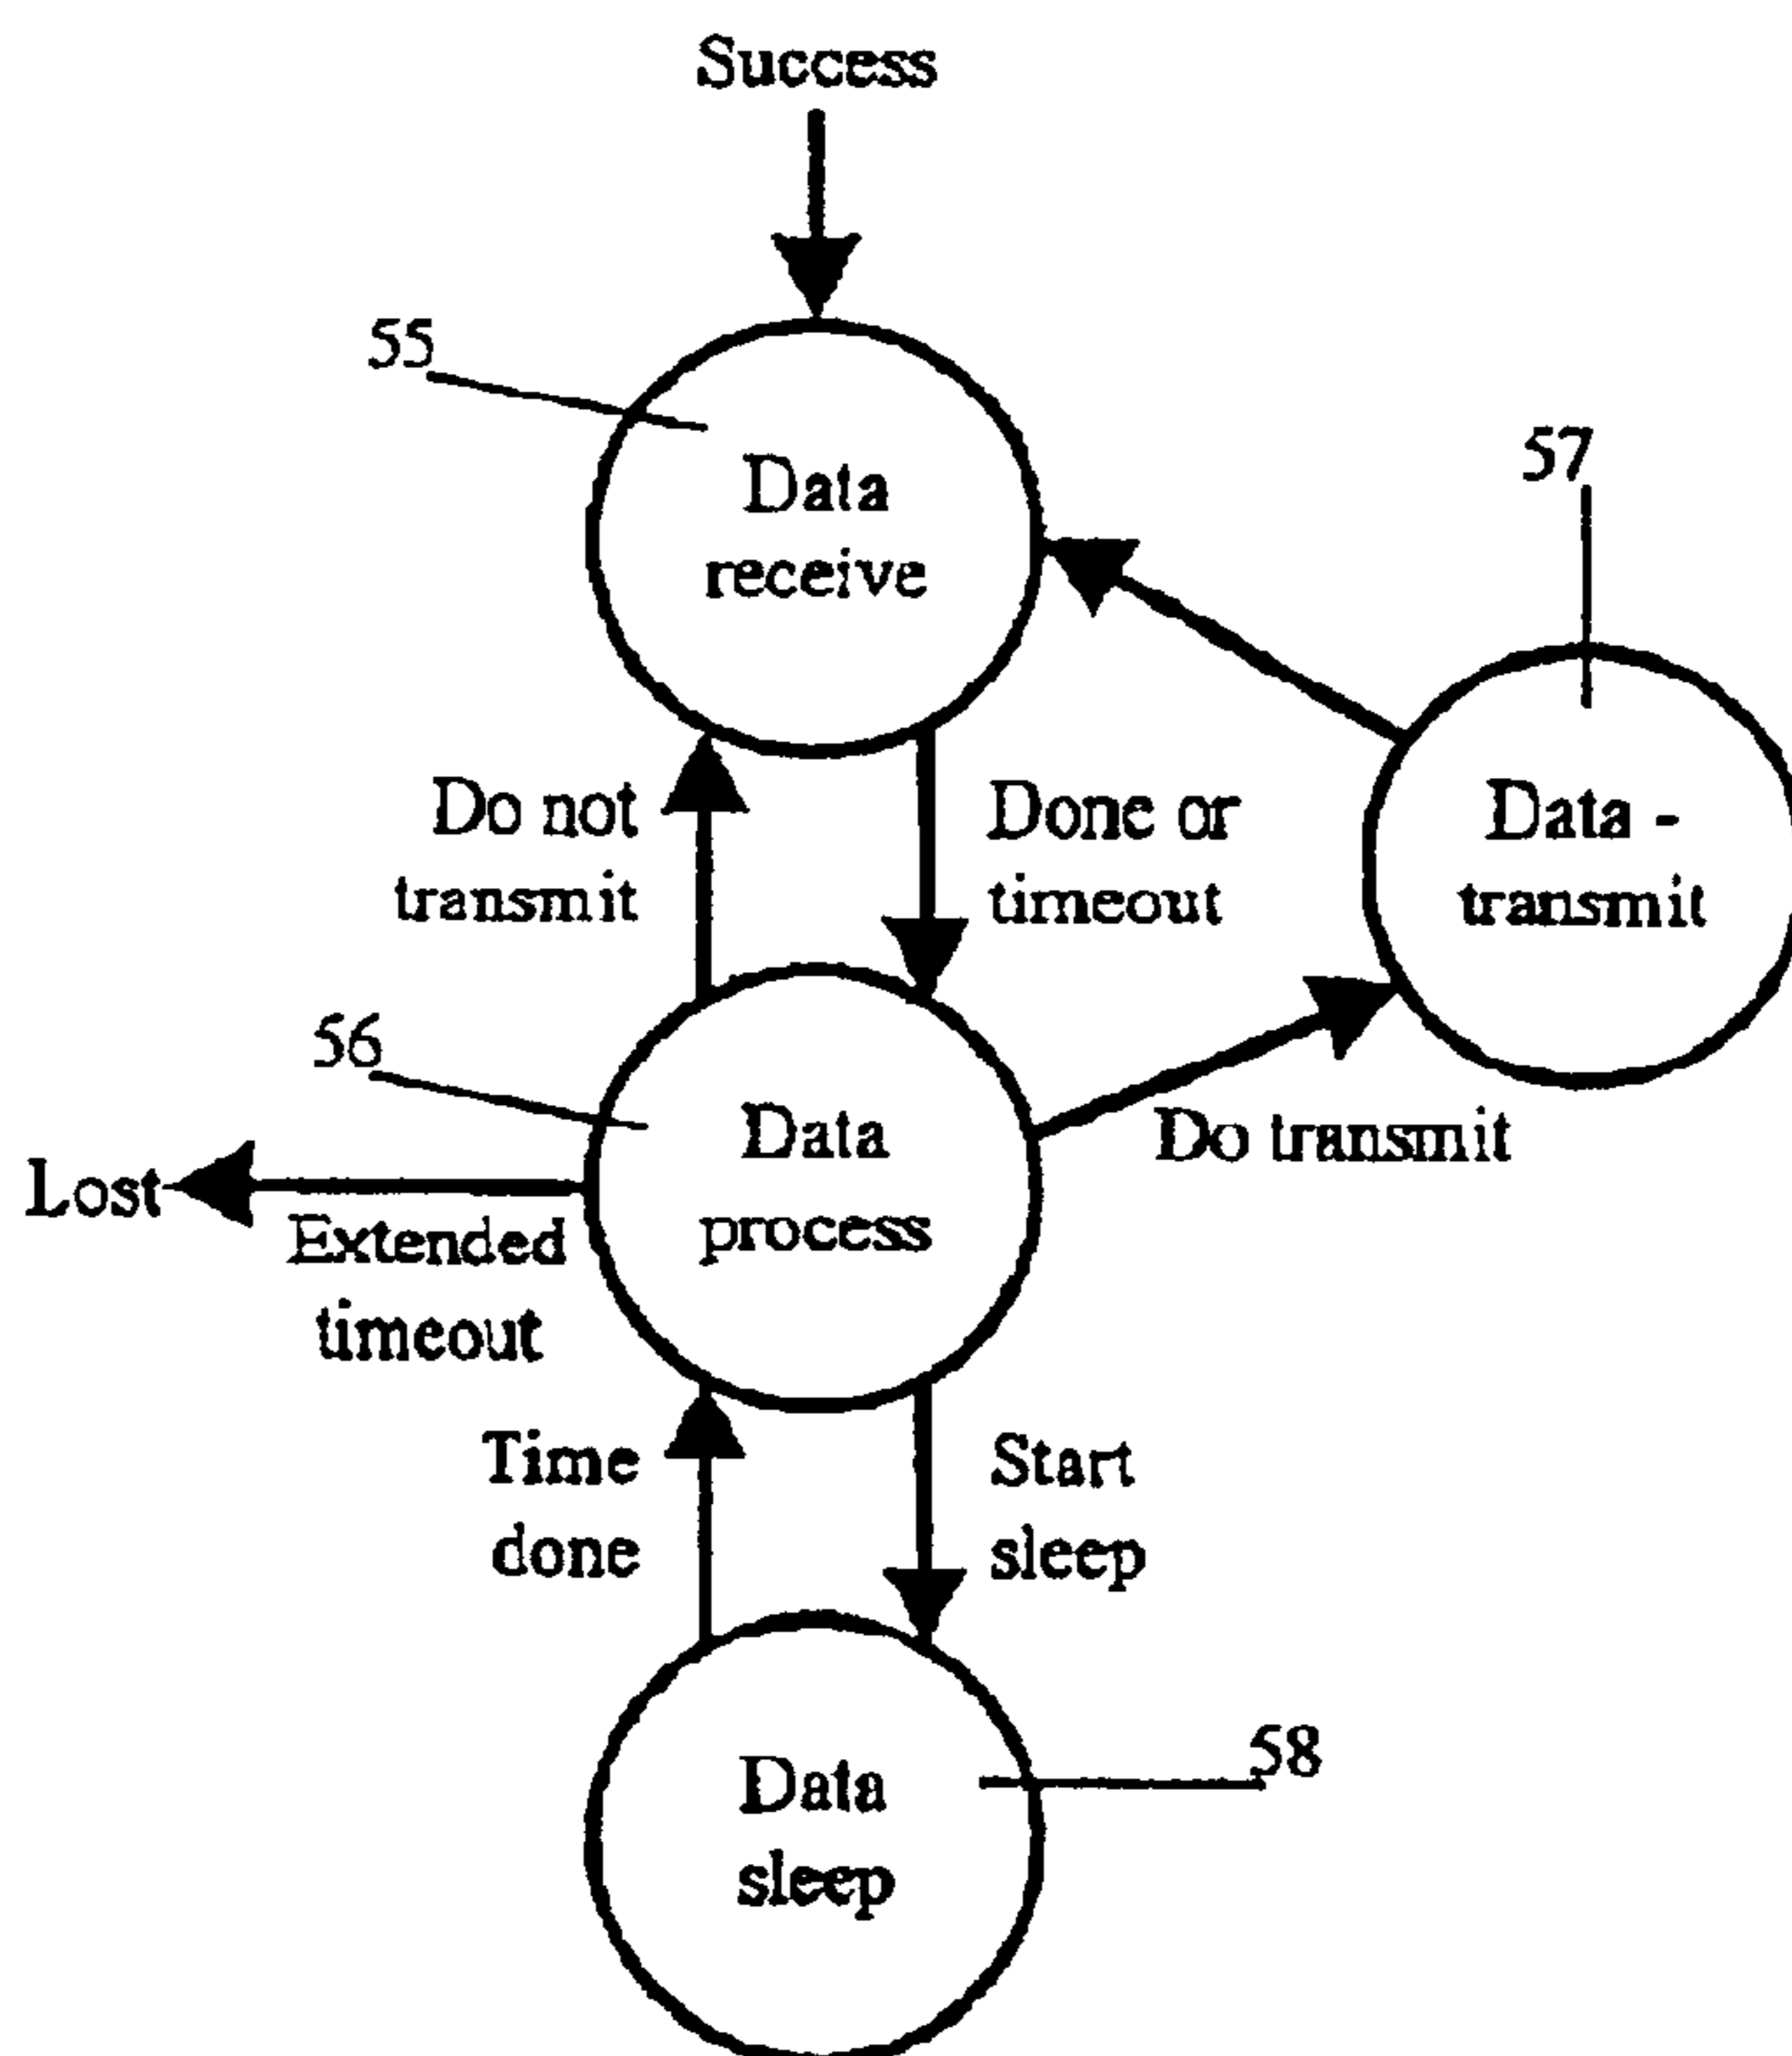 Success
55
Data
receive
57
Do not
transmit
Done or
timeout
Data -
transmit
56
Data
process
Do transmit
Lost
Extended
timeout
Time
done
Start
sleep
Data
sleep
58